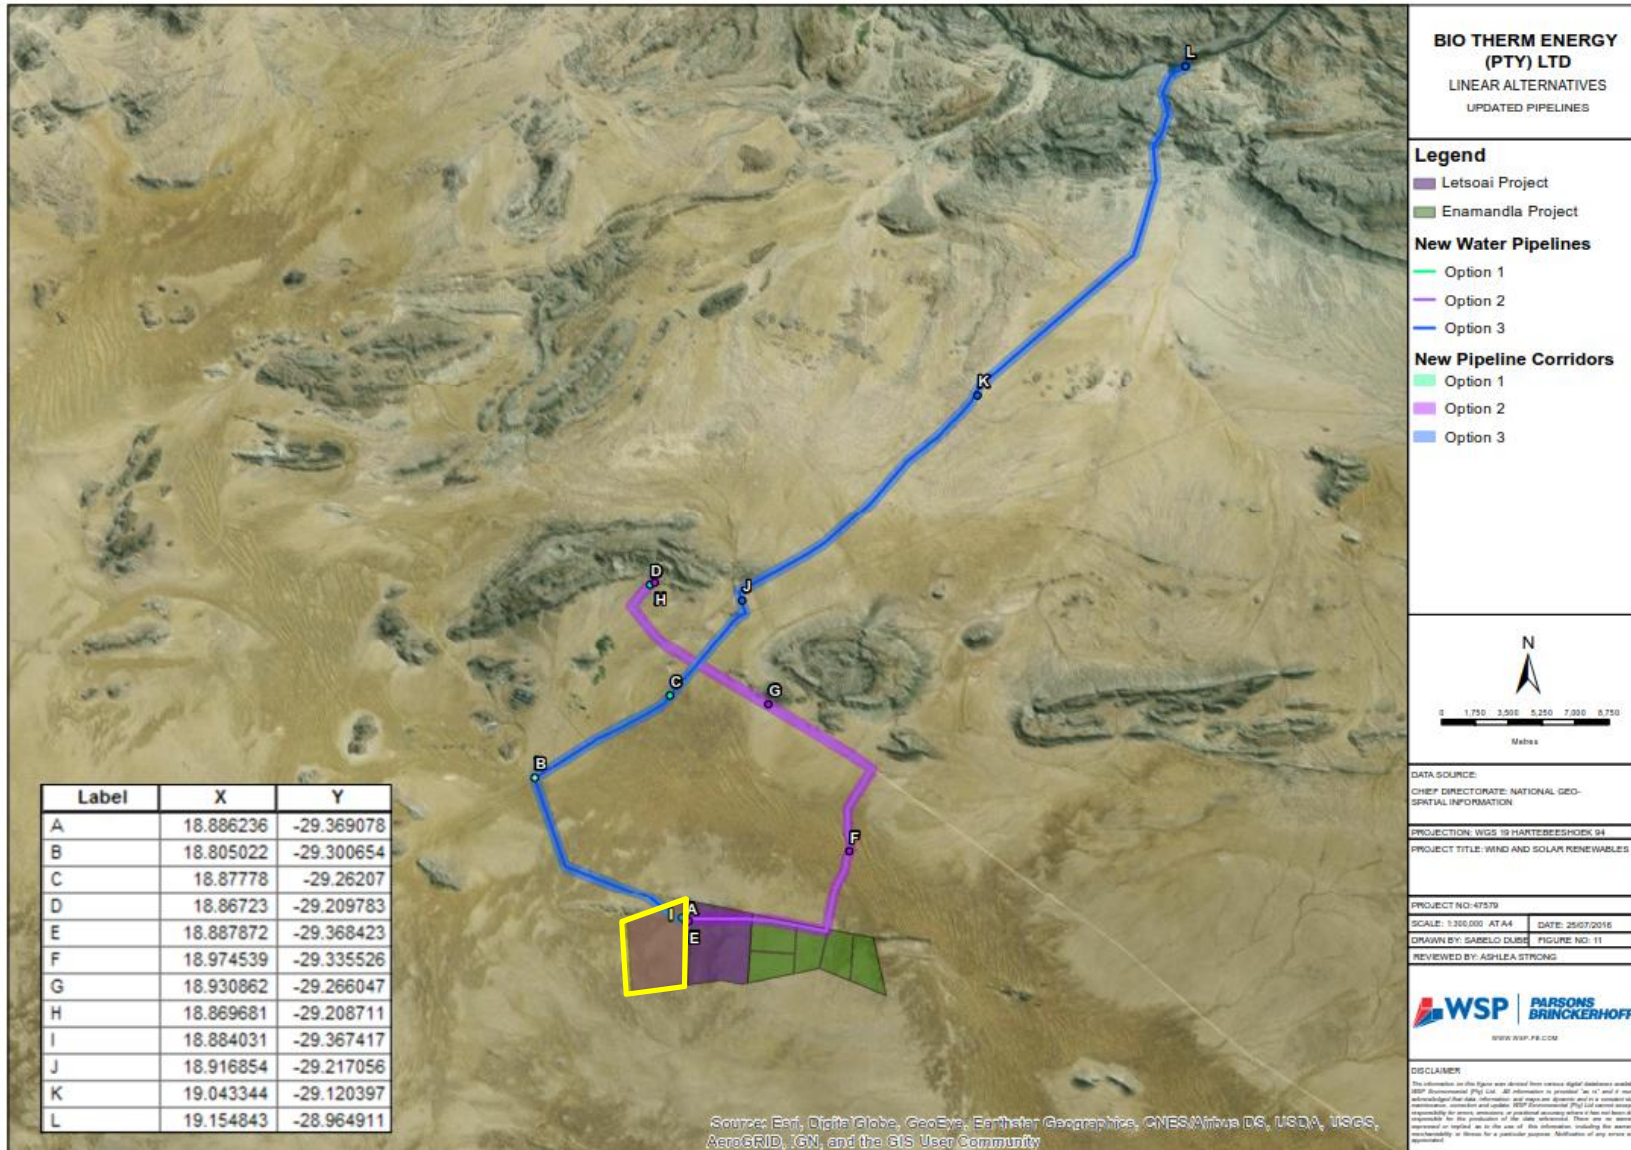 BIO THERM ENERGY
(PTY) LTD
LINEAR ALTERNATIVES
UPDATED PIPELINES
Legend
Letsoai Project
Enamandla Project
New Water Pipelines
Option 1
Option 2
Option 3
New Pipeline Corridors
Option 1
Option 2
Option 3
N
0 1,750 3,500 5,250 7,000 8,750
Metres
DATA SOURCE:
CHIEF DIRECTORATE: NATIONAL GEO-
SPATIAL INFORMATION
PROJECTION: WGS 19 HARTEBEESHOEK 94
PROJECT TITLE: WIND AND SOLAR RENEWABLES
PROJECT NO: 47579
SCALE: 1:300,000 AT A4 DATE: 25/07/2016
DRAWN BY: SABELO DUBE FIGURE NO: 11
REVIEWED BY: ASHLEA STRONG
WSP PARSONS
BRINCKERHOFF
WWW.WSP-PB.COM
DISCLAIMER
L
K
D
H
J
C
G
B
F
I A
E
Label X Y
A 18.886236 -29.369078
B 18.805022 -29.300654
C 18.87778 -29.26207
D 18.86723 -29.209783
E 18.887872 -29.368423
F 18.974539 -29.335526
G 18.930862 -29.266047
H 18.869681 -29.208711
I 18.884031 -29.367417
J 18.916854 -29.217056
K 19.043344 -29.120397
L 19.154843 -28.964911
Source: Esri, DigitalGlobe, GeoEye, Earthstar Geographics, CNES/Airbus DS, USDA, USGS,
AeroGRID, IGN, and the GIS User Community